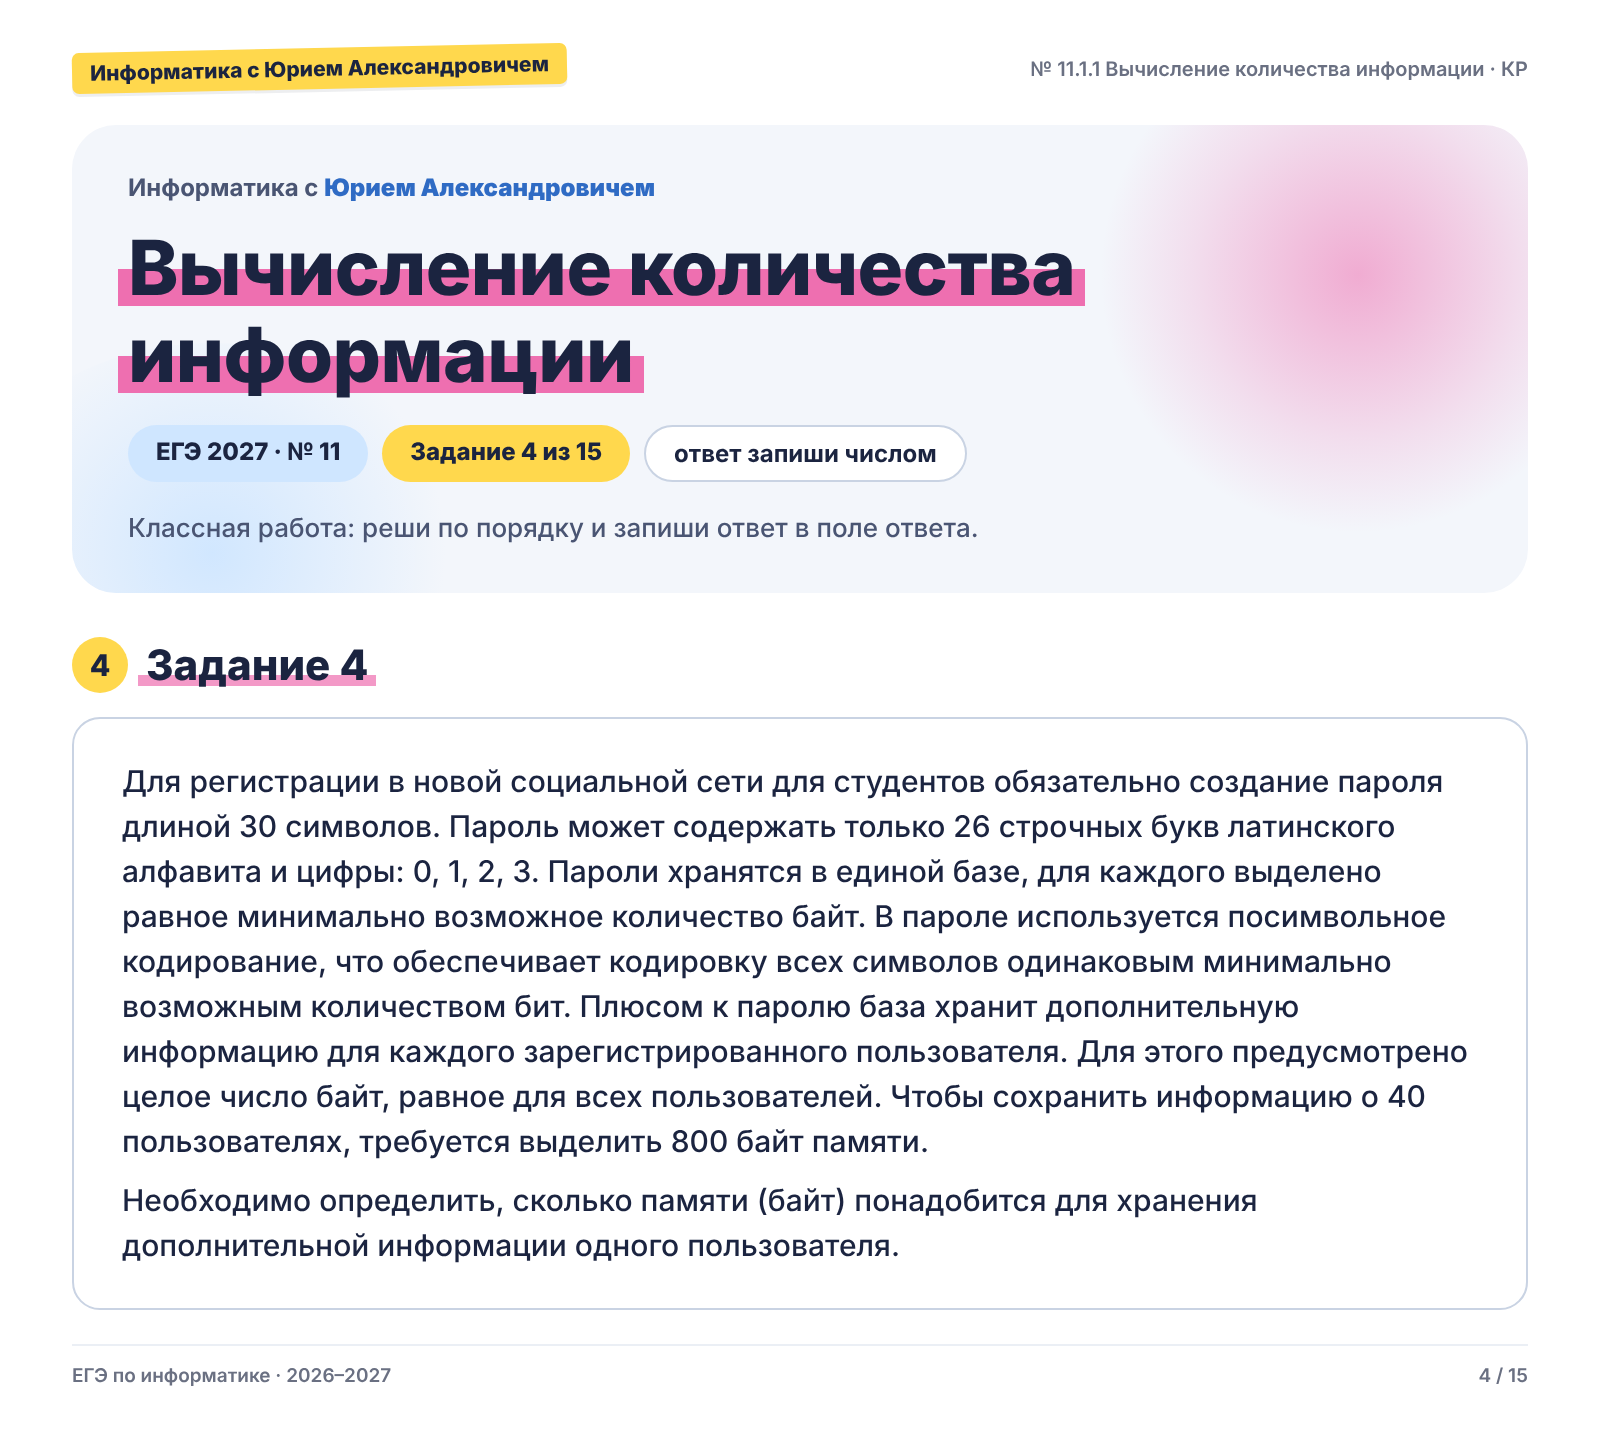 Информатика с Юрием Александровичем
№ 11.1.1 Вычисление количества информации · КР
Информатика с Юрием Александровичем
Вычисление количества
информации
ЕГЭ 2027 · № 11
Задание 4 из 15
ответ запиши числом
Классная работа: реши по порядку и запиши ответ в поле ответа.
4
Задание 4
Для регистрации в новой социальной сети для студентов обязательно создание пароля
длиной 30 символов. Пароль может содержать только 26 строчных букв латинского
алфавита и цифры: 0, 1, 2, 3. Пароли хранятся в единой базе, для каждого выделено
равное минимально возможное количество байт. В пароле используется посимвольное
кодирование, что обеспечивает кодировку всех символов одинаковым минимально
возможным количеством бит. Плюсом к паролю база хранит дополнительную
информацию для каждого зарегистрированного пользователя. Для этого предусмотрено
целое число байт, равное для всех пользователей. Чтобы сохранить информацию о 40
пользователях, требуется выделить 800 байт памяти.
Необходимо определить, сколько памяти (байт) понадобится для хранения
дополнительной информации одного пользователя.
ЕГЭ по информатике · 2026–2027
4 / 15